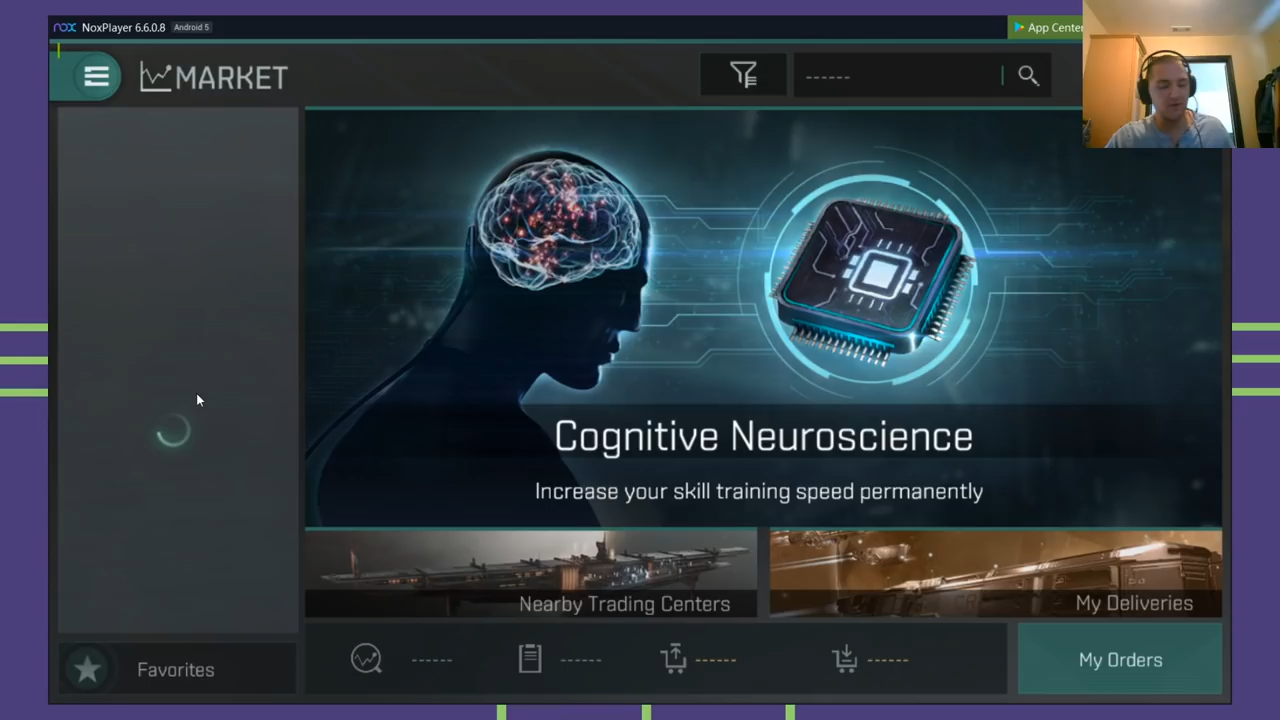 nox NoxPlayer 6.6.0.8 Android 5
App Center
MARKET
------
Cognitive Neuroscience
Increase your skill training speed permanently
Nearby Trading Centers
My Deliveries
Favorites
------
------
------
------
My Orders